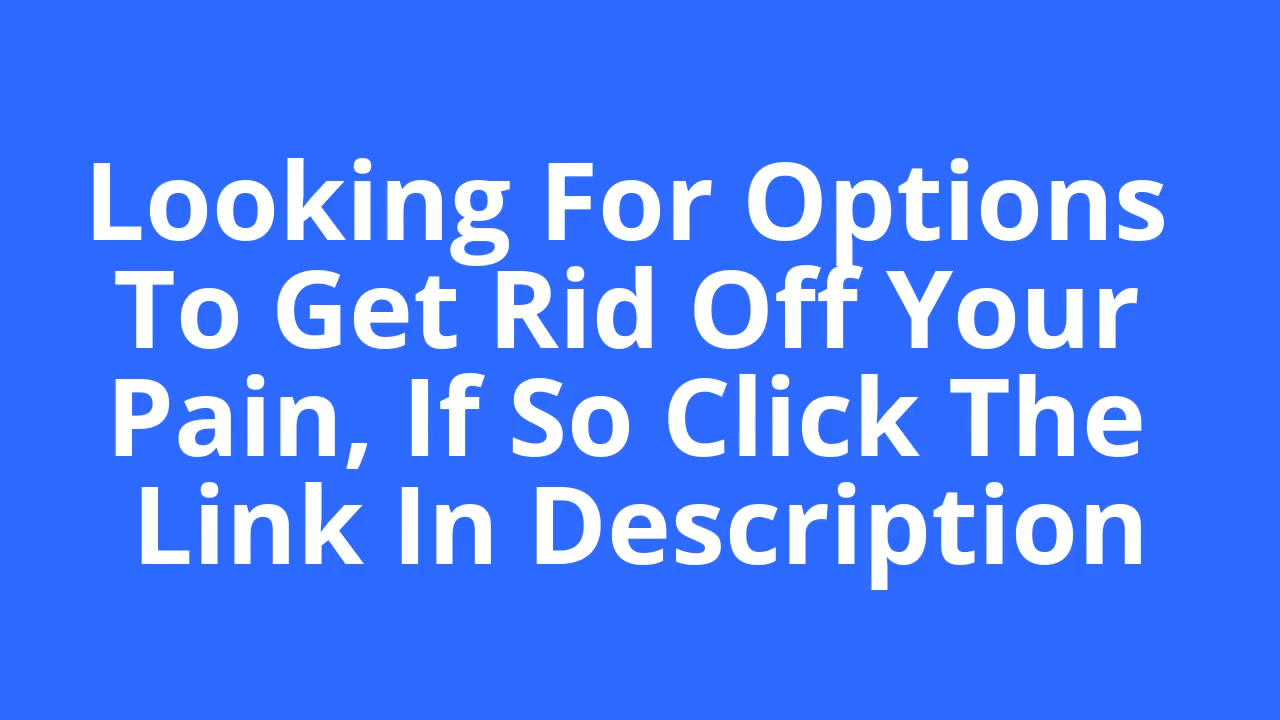 Looking For Options
To Get Rid Off Your
Pain, If So Click The
Link In Description